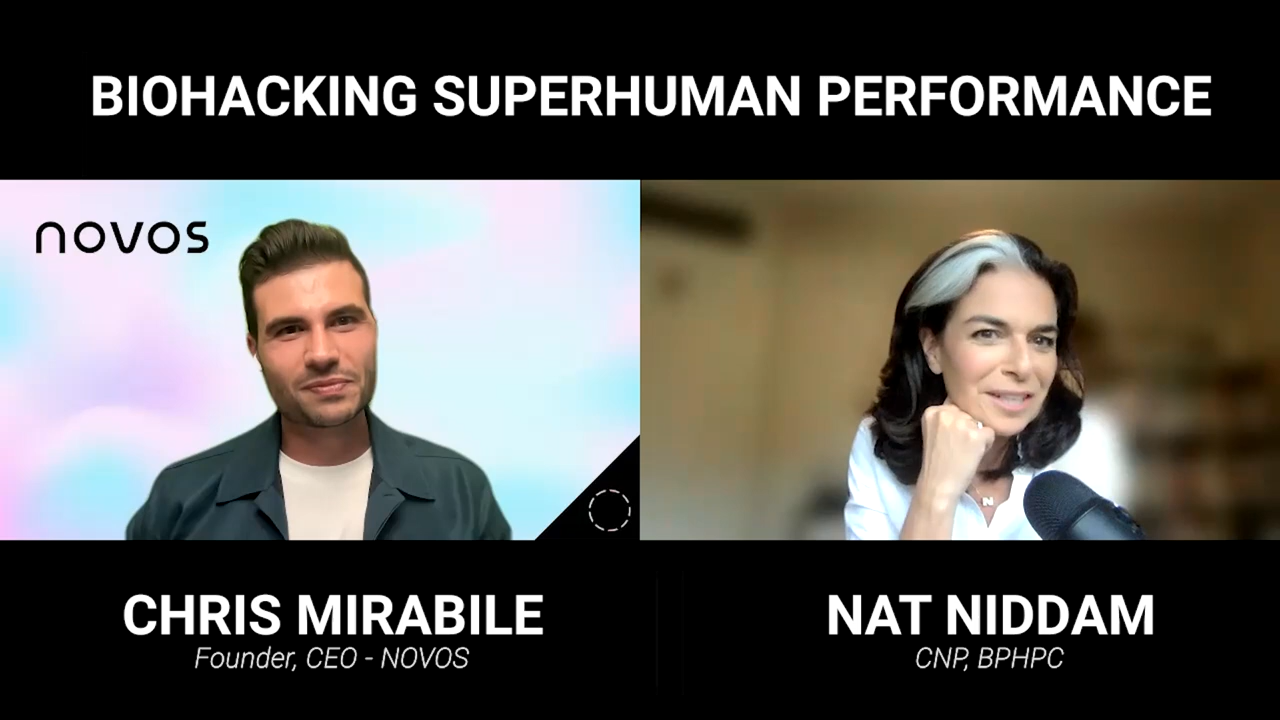 BIOHACKING SUPERHUMAN PERFORMANCE
novos
CHRIS MIRABILE
Founder, CEO - NOVOS
NAT NIDDAM
CNP, BPHPC